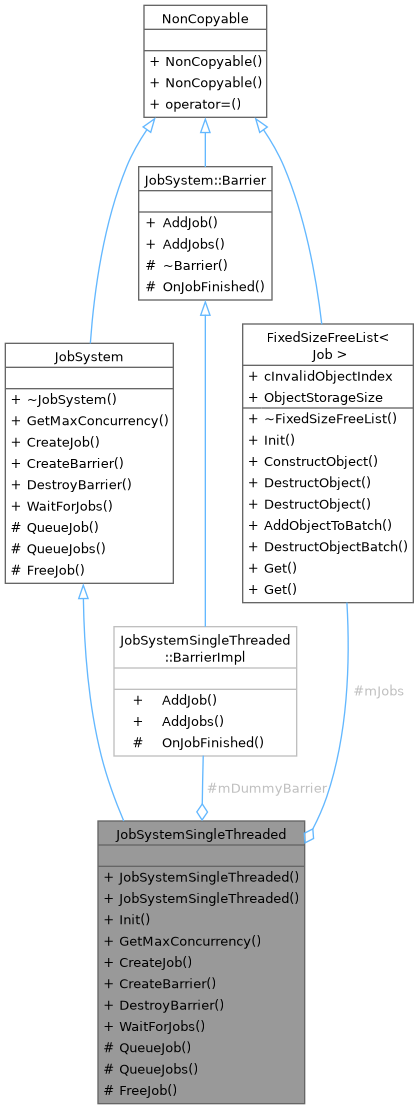 NonCopyable
+ NonCopyable()
+ NonCopyable()
+ operator=()
JobSystem::Barrier
+ AddJob()
+ AddJobs()
# ~Barrier()
# OnJobFinished()
FixedSizeFreeList<
Job >
+ cInvalidObjectIndex
+ ObjectStorageSize
+ ~FixedSizeFreeList()
+ Init()
+ ConstructObject()
+ DestructObject()
+ DestructObject()
+ AddObjectToBatch()
+ DestructObjectBatch()
+ Get()
+ Get()
JobSystem
+ ~JobSystem()
+ GetMaxConcurrency()
+ CreateJob()
+ CreateBarrier()
+ DestroyBarrier()
+ WaitForJobs()
# QueueJob()
# QueueJobs()
# FreeJob()
JobSystemSingleThreaded
::BarrierImpl
+ AddJob()
+ AddJobs()
# OnJobFinished()
#mJobs
#mDummyBarrier
JobSystemSingleThreaded
+ JobSystemSingleThreaded()
+ JobSystemSingleThreaded()
+ Init()
+ GetMaxConcurrency()
+ CreateJob()
+ CreateBarrier()
+ DestroyBarrier()
+ WaitForJobs()
# QueueJob()
# QueueJobs()
# FreeJob()